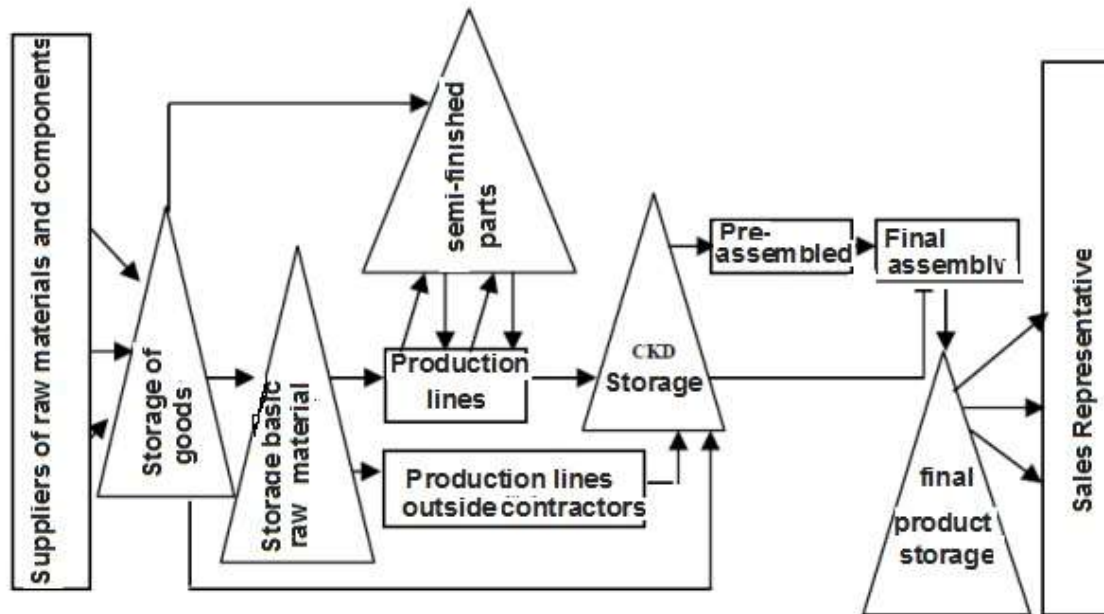 Suppliers of raw materials and components
Storage of
goods
Storage basic
raw material
semi-finished
parts
Production
lines
Production lines
outside contractors
CKD
Storage
Pre-
assembled
Final
assembly
final
product
storage
Sales Representative